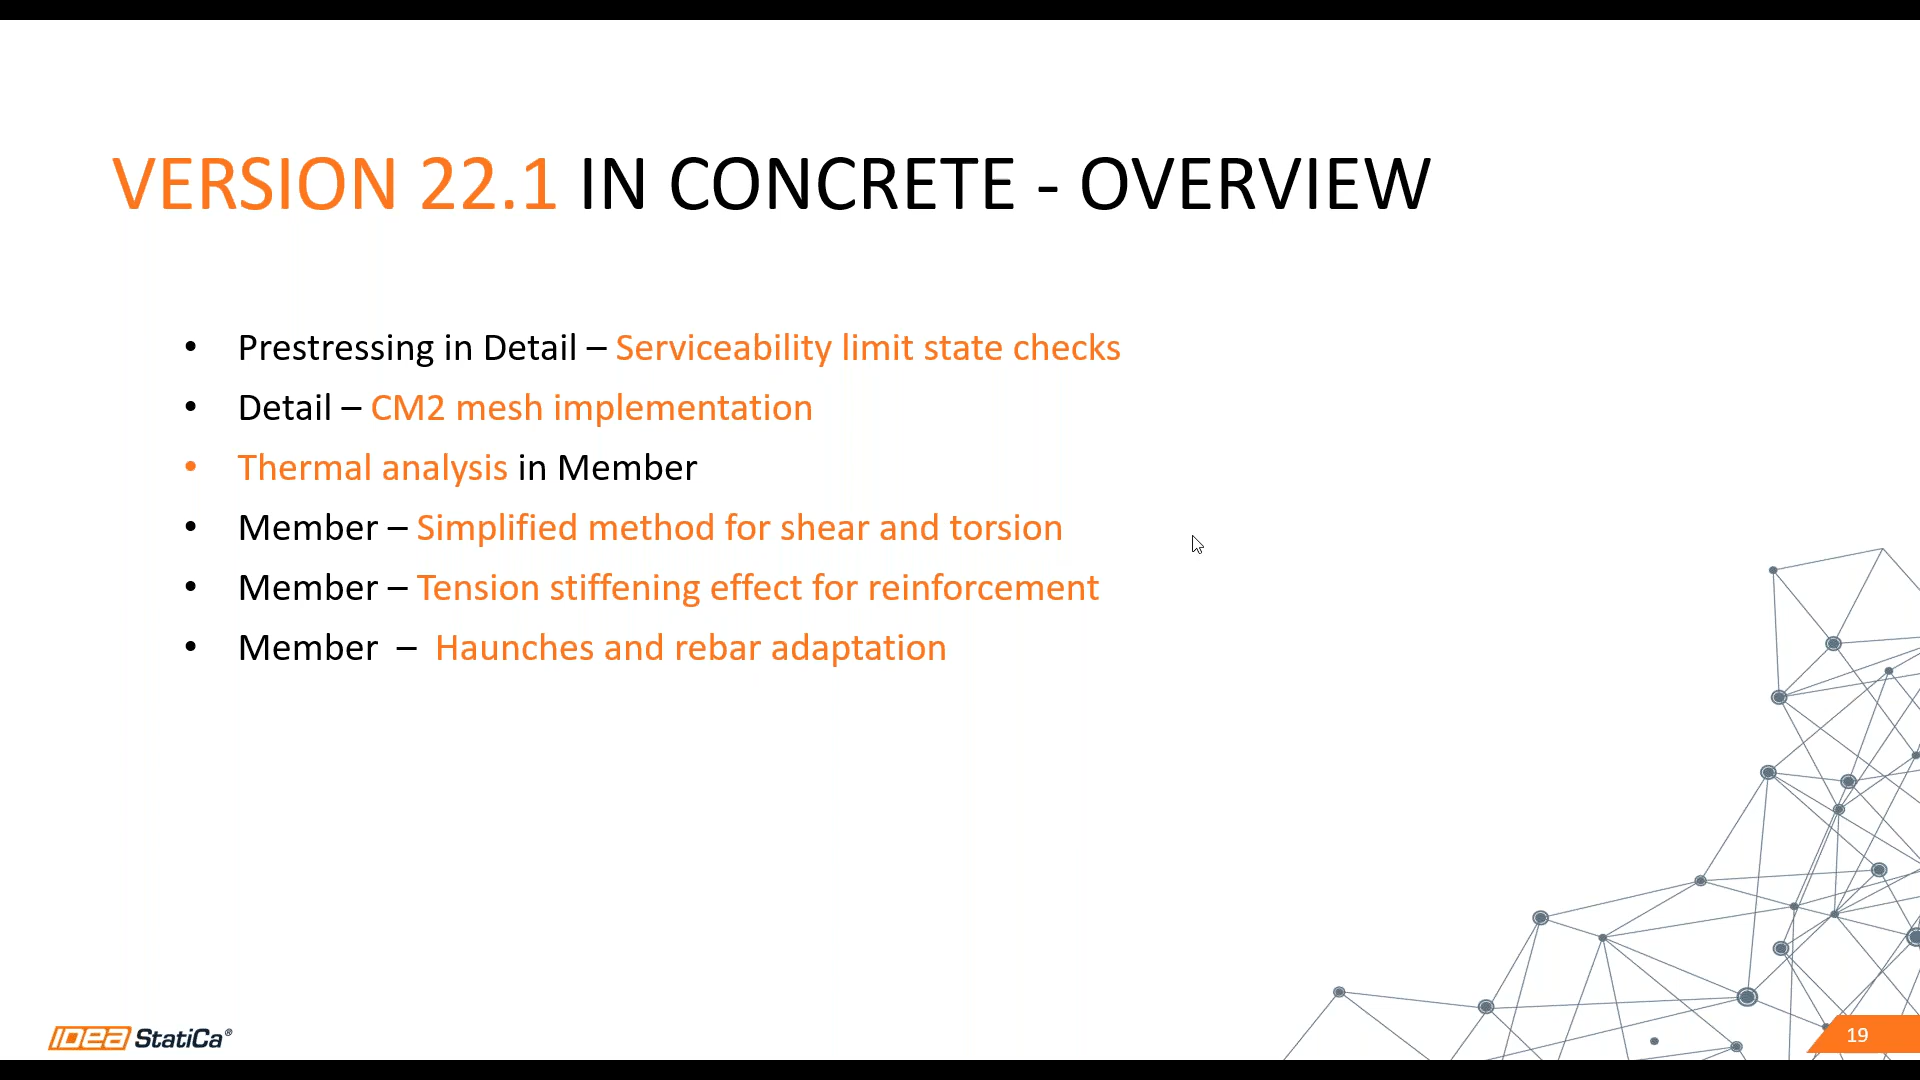 VERSION 22.1 IN CONCRETE - OVERVIEW
• Prestressing in Detail – Serviceability limit state checks
• Detail – CM2 mesh implementation
• Thermal analysis in Member
• Member – Simplified method for shear and torsion
• Member – Tension stiffening effect for reinforcement
• Member – Haunches and rebar adaptation
IDEA StatiCa®
19